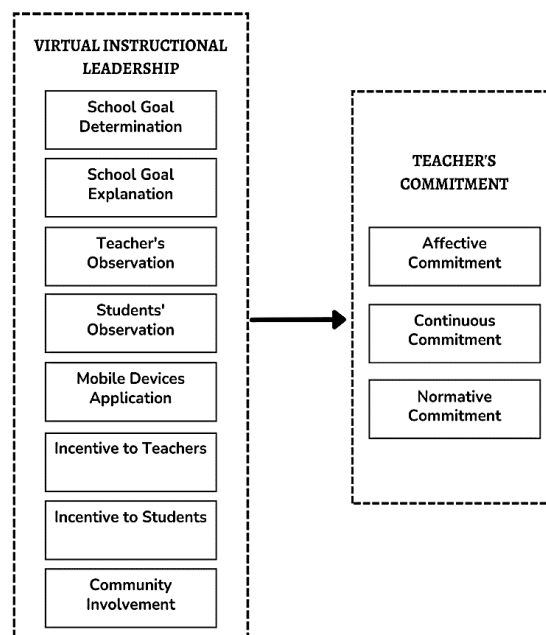 VIRTUAL INSTRUCTIONAL
LEADERSHIP
School Goal
Determination
School Goal
Explanation
Teacher's
Observation
Students'
Observation
Mobile Devices
Application
Incentive to Teachers
Incentive to Students
Community
Involvement
TEACHER'S
COMMITMENT
Affective
Commitment
Continuous
Commitment
Normative
Commitment